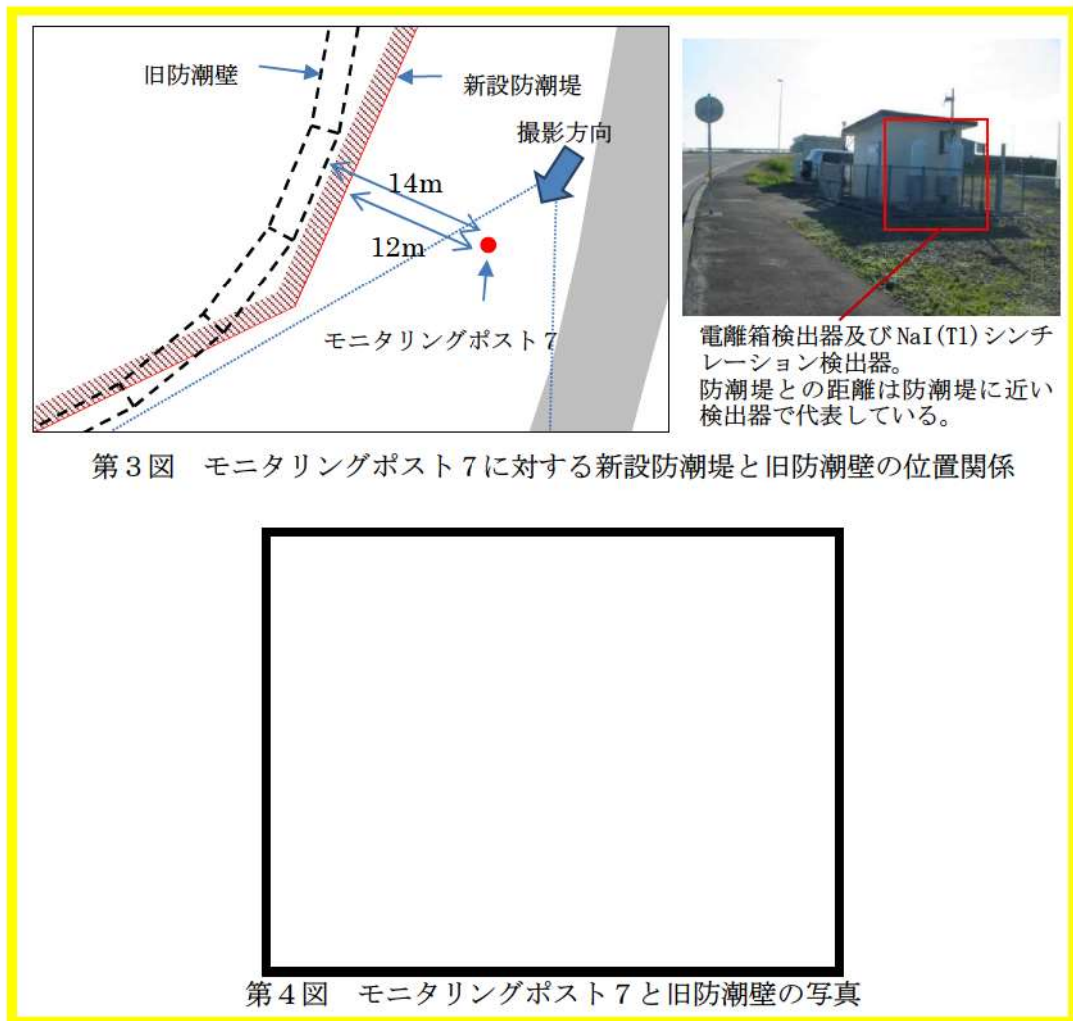 旧防潮壁
新設防潮堤
撮影方向
14m
12m
モニタリングポスト7
電離箱検出器及び NaI(Tl)シンチ
レーション検出器。
防潮堤との距離は防潮堤に近い
検出器で代表している。
第3図 モニタリングポスト7に対する新設防潮堤と旧防潮壁の位置関係
第4図 モニタリングポスト7と旧防潮壁の写真